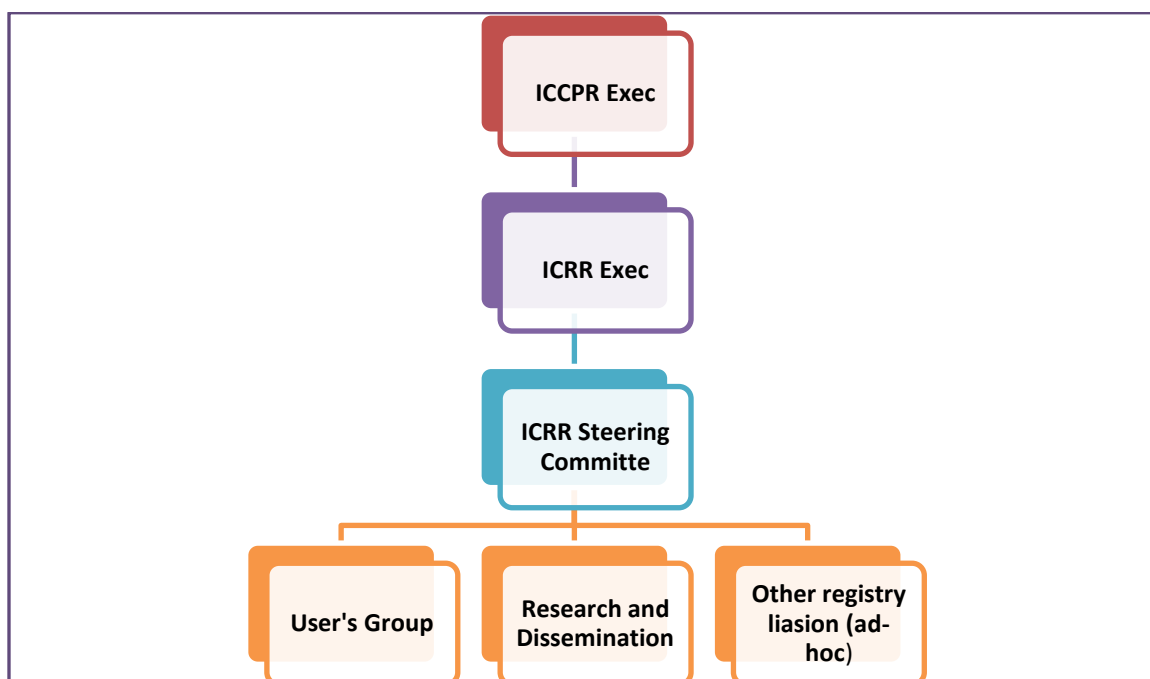 ICCPR Exec
ICRR Exec
ICRR Steering
Committe
User's Group
Research and
Dissemination
Other registry
liasion (ad-
hoc)